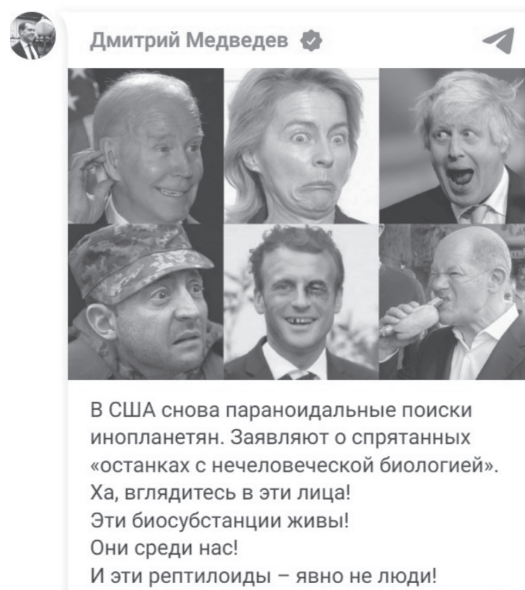 Дмитрий Медведев
В США снова параноидальные поиски
инопланетян. Заявляют о спрятанных
«останках с нечеловеческой биологией».
Ха, вглядитесь в эти лица!
Эти биосубстанции живы!
Они среди нас!
И эти рептилоиды – явно не люди!